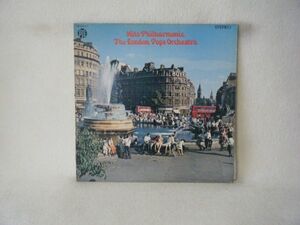 Hits Philharmonic,
The London Pops Orchestra
STEREO